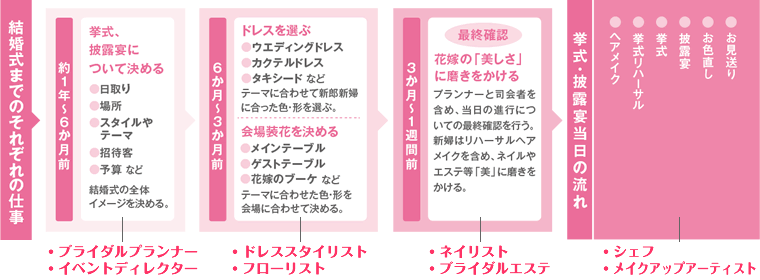 結婚式までのそれぞれの仕事
約1年～6か月前
挙式、
披露宴に
ついて決める
●日取り
●場所
●スタイルや
テーマ
●招待客
●予算 など
結婚式の全体
イメージを決める。
・ブライダルプランナー
・イベントディレクター
6か月～3か月前
ドレスを選ぶ
●ウエディングドレス
●カクテルドレス
●タキシード など
テーマに合わせて新郎新婦
に合った色・形を選ぶ。
会場装花を決める
●メインテーブル
●ゲストテーブル
●花嫁のブーケ など
テーマに合わせた色・形を
会場に合わせて決める。
・ドレススタイリスト
・フローリスト
3か月～1週間前
最終確認
花嫁の「美しさ」
に磨きをかける
プランナーと司会者を
含め、当日の進行につ
いての最終確認を行う。
新婦はリハーサルヘア
メイクを含め、ネイルや
エステ等「美」に磨きを
かける。
・ネイリスト
・ブライダルエステ
挙式・披露宴当日の流れ
●ヘアメイク
●挙式リハーサル
●挙式
●披露宴
●お色直し
●お見送り
・シェフ
・メイクアップアーティスト